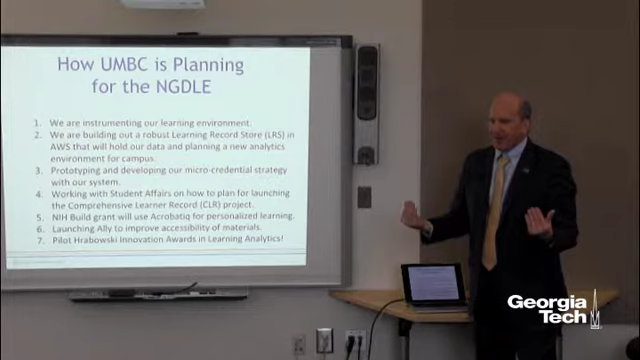 How UMBC is Planning
for the NGDLE
1. We are instrumenting our learning environment.
2. We are building out a robust Learning Record Store (LRS) in
AWS that will hold our data and planning a new analytics
environment for campus.
3. Prototyping and developing our micro-credential strategy
with our system.
4. Working with Student Affairs on how to plan for launching
the Comprehensive Learner Record (CLR) project.
5. NIH Build grant will use Acrobatiq for personalized learning.
6. Launching Ally to improve accessibility of materials.
7. Pilot Hrabowski Innovation Awards in Learning Analytics!
Georgia
Tech